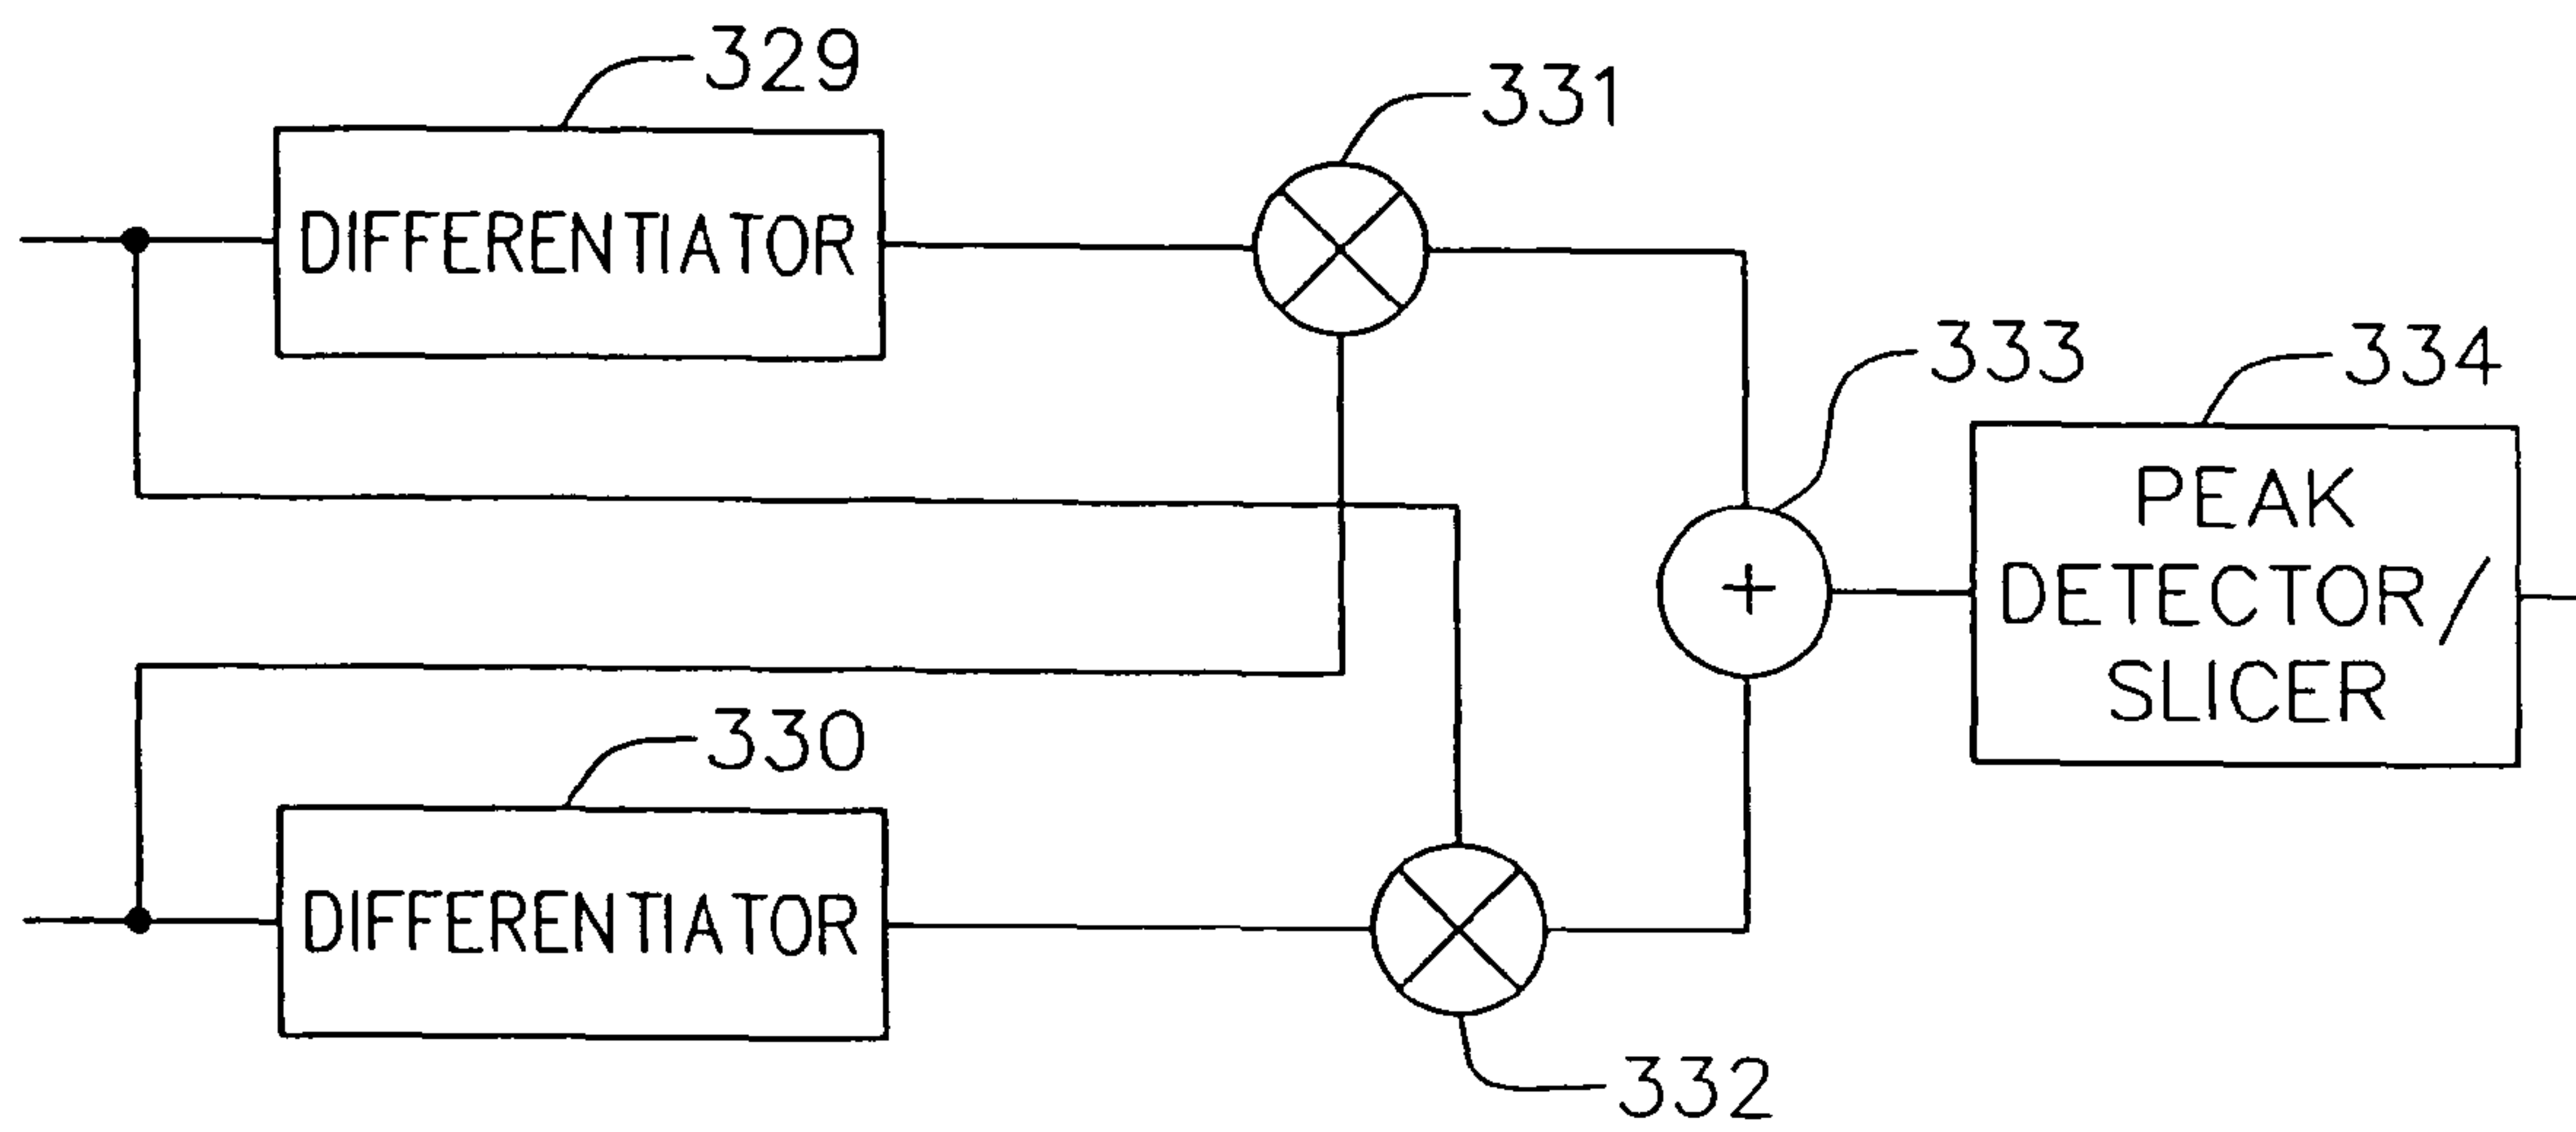 329
331
DIFFERENTIATOR
333
334
PEAK
DETECTOR/
SLICER
+
330
DIFFERENTIATOR
332